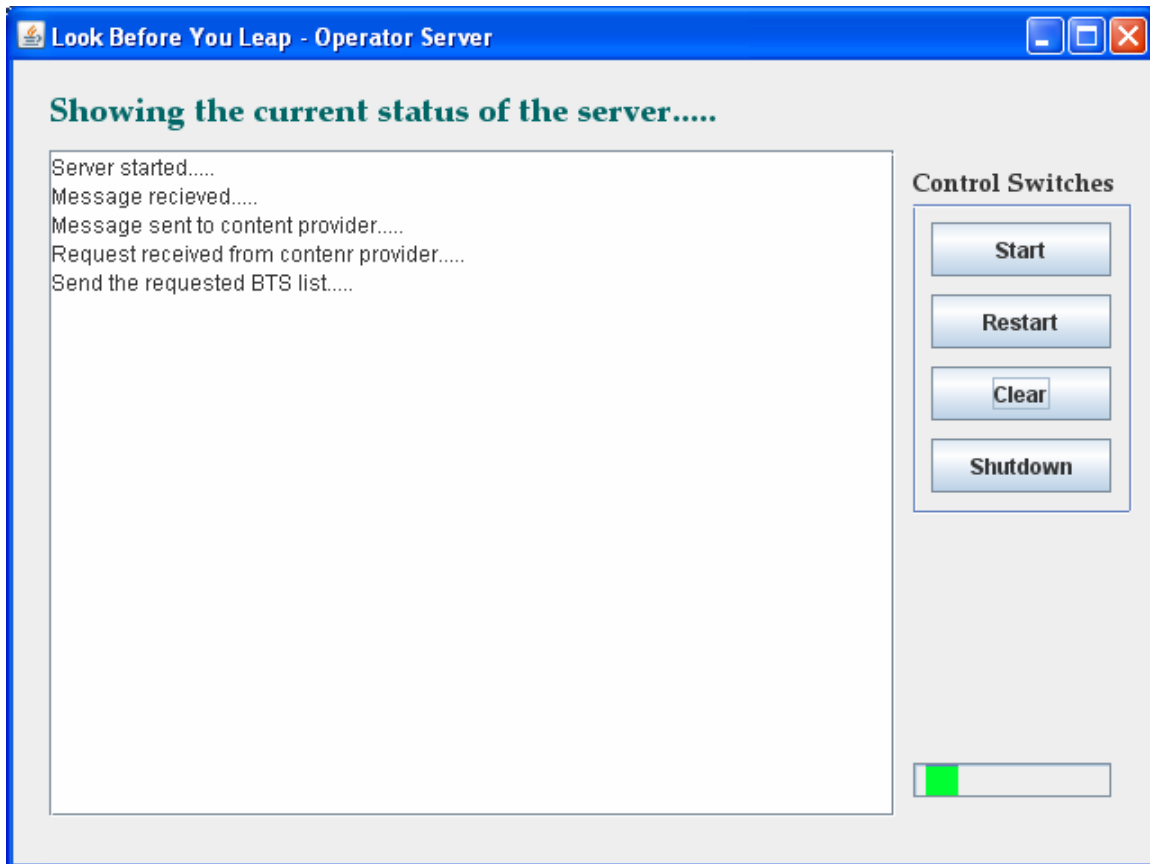 Look Before You Leap - Operator Server
Showing the current status of the server.....
Server started.....
Message recieved.....
Message sent to content provider.....
Request received from contenr provider.....
Send the requested BTS list.....
Control Switches
Start
Restart
Clear
Shutdown